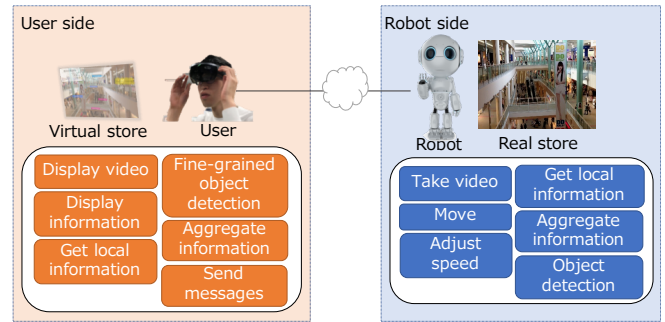 User side
Virtual store
User
Display video
Display
information
Get local
information
Fine-grained
object
detection
Aggregate
information
Send
messages
Robot side
Robot
Real store
Take video
Move
Adjust
speed
Get local
information
Aggregate
information
Object
detection